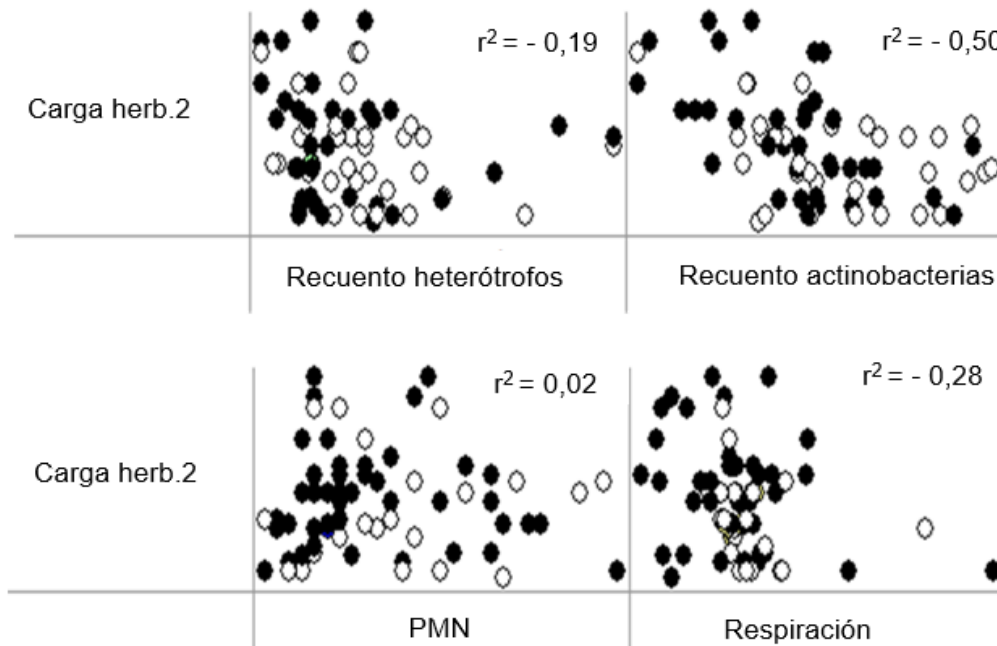 r² = - 0,19
r² = - 0,50
Carga herb.2
Recuento heterótrofos
Recuento actinobacterias
r² = 0,02
r² = - 0,28
Carga herb.2
PMN
Respiración